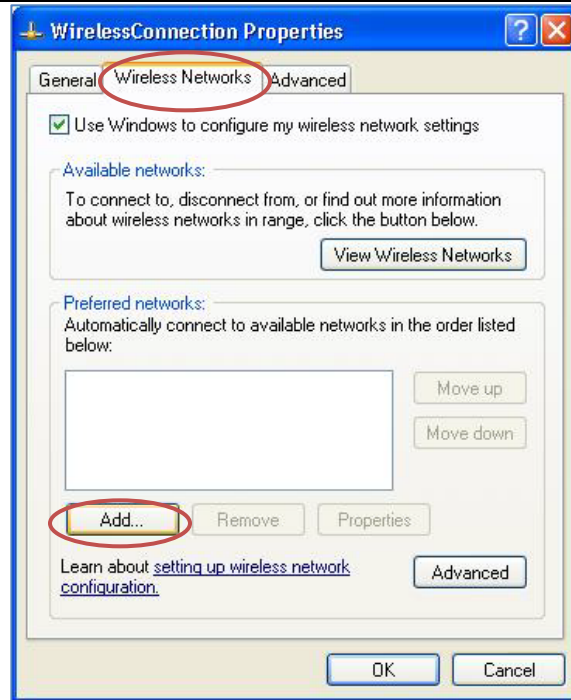 WirelessConnection Properties
General Wireless Networks Advanced
Use Windows to configure my wireless network settings
Available networks:
To connect to, disconnect from, or find out more information
about wireless networks in range, click the button below.
View Wireless Networks
Preferred networks:
Automatically connect to available networks in the order listed
below:
Move up
Move down
Add... Remove Properties
Learn about setting up wireless network
configuration.
Advanced
OK Cancel